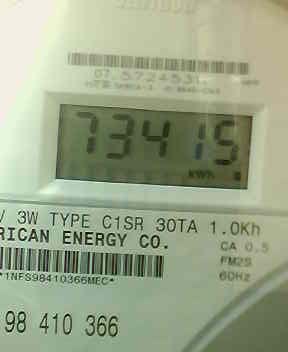 07.572453
73415
kWh
V 3W TYPE C1SR 30TA 1.0Kh
RICAN ENERGY CO.
CA 0.5
FM2S
60Hz
*1NFS98410366MEC*
98 410 366